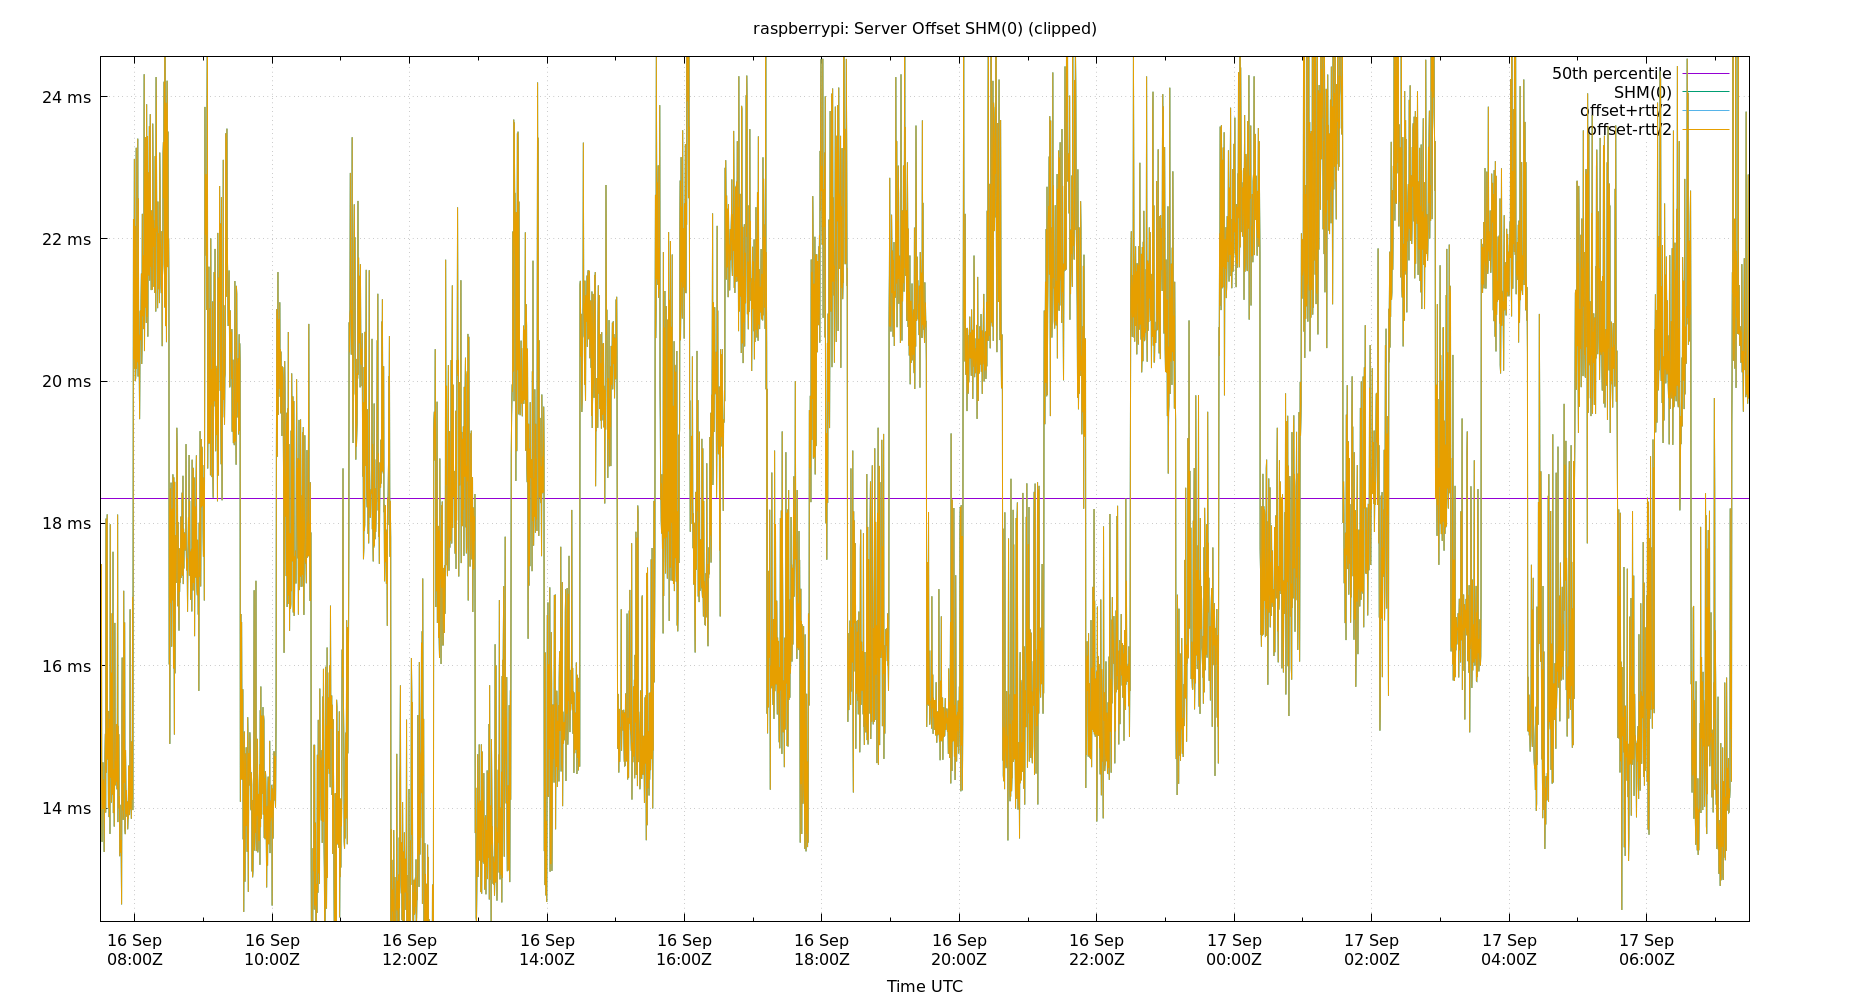 raspberrypi: Server Offset SHM(0) (clipped)
50th percentile
SHM(0)
offset+rtt/2
offset-rtt/2
24 ms
22 ms
20 ms
18 ms
16 ms
14 ms
16 Sep 16 Sep 16 Sep 16 Sep 16 Sep 16 Sep 16 Sep 16 Sep 17 Sep 17 Sep 17 Sep 17 Sep
08:00Z 10:00Z 12:00Z 14:00Z 16:00Z 18:00Z 20:00Z 22:00Z 00:00Z 02:00Z 04:00Z 06:00Z
Time UTC